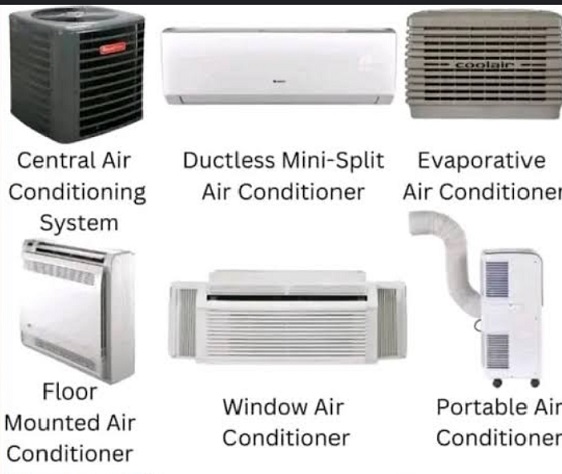 coolair
Central Air
Conditioning
System
Ductless Mini-Split
Air Conditioner
Evaporative
Air Conditioner
Floor
Mounted Air
Conditioner
Window Air
Conditioner
Portable Air
Conditioner